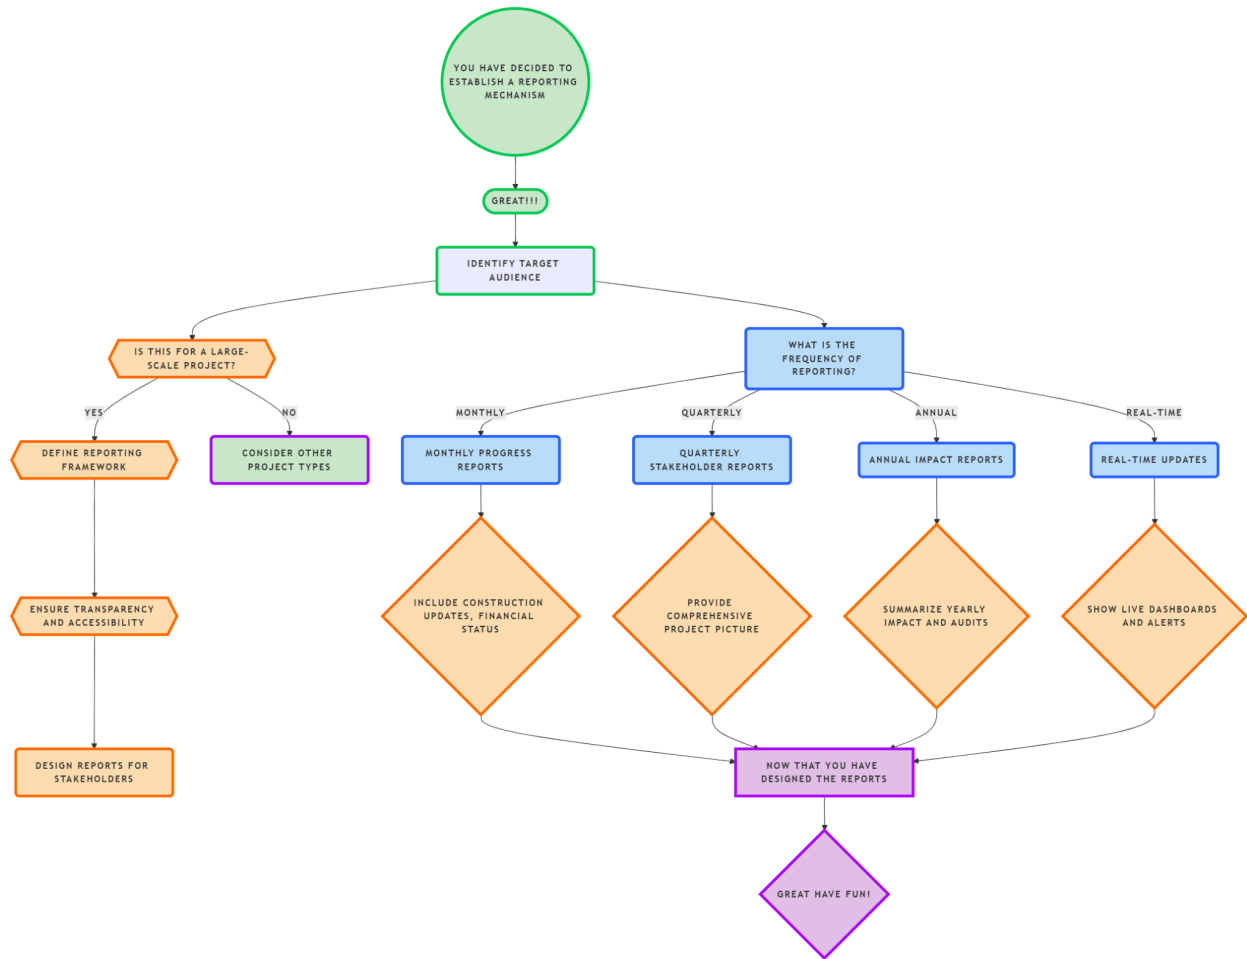 YOU HAVE DECIDED TO
ESTABLISH A REPORTING
MECHANISM
GREAT!!!
IDENTIFY TARGET
AUDIENCE
IS THIS FOR A LARGE-
SCALE PROJECT?
WHAT IS THE
FREQUENCY OF
REPORTING?
YES
NO
MONTHLY
QUARTERLY
ANNUAL
REAL-TIME
DEFINE REPORTING
FRAMEWORK
CONSIDER OTHER
PROJECT TYPES
MONTHLY PROGRESS
REPORTS
QUARTERLY
STAKEHOLDER REPORTS
ANNUAL IMPACT REPORTS
REAL-TIME UPDATES
ENSURE TRANSPARENCY
AND ACCESSIBILITY
INCLUDE CONSTRUCTION
UPDATES, FINANCIAL
STATUS
PROVIDE
COMPREHENSIVE
PROJECT PICTURE
SUMMARIZE YEARLY
IMPACT AND AUDITS
SHOW LIVE DASHBOARDS
AND ALERTS
DESIGN REPORTS FOR
STAKEHOLDERS
NOW THAT YOU HAVE
DESIGNED THE REPORTS
GREAT HAVE FUN!